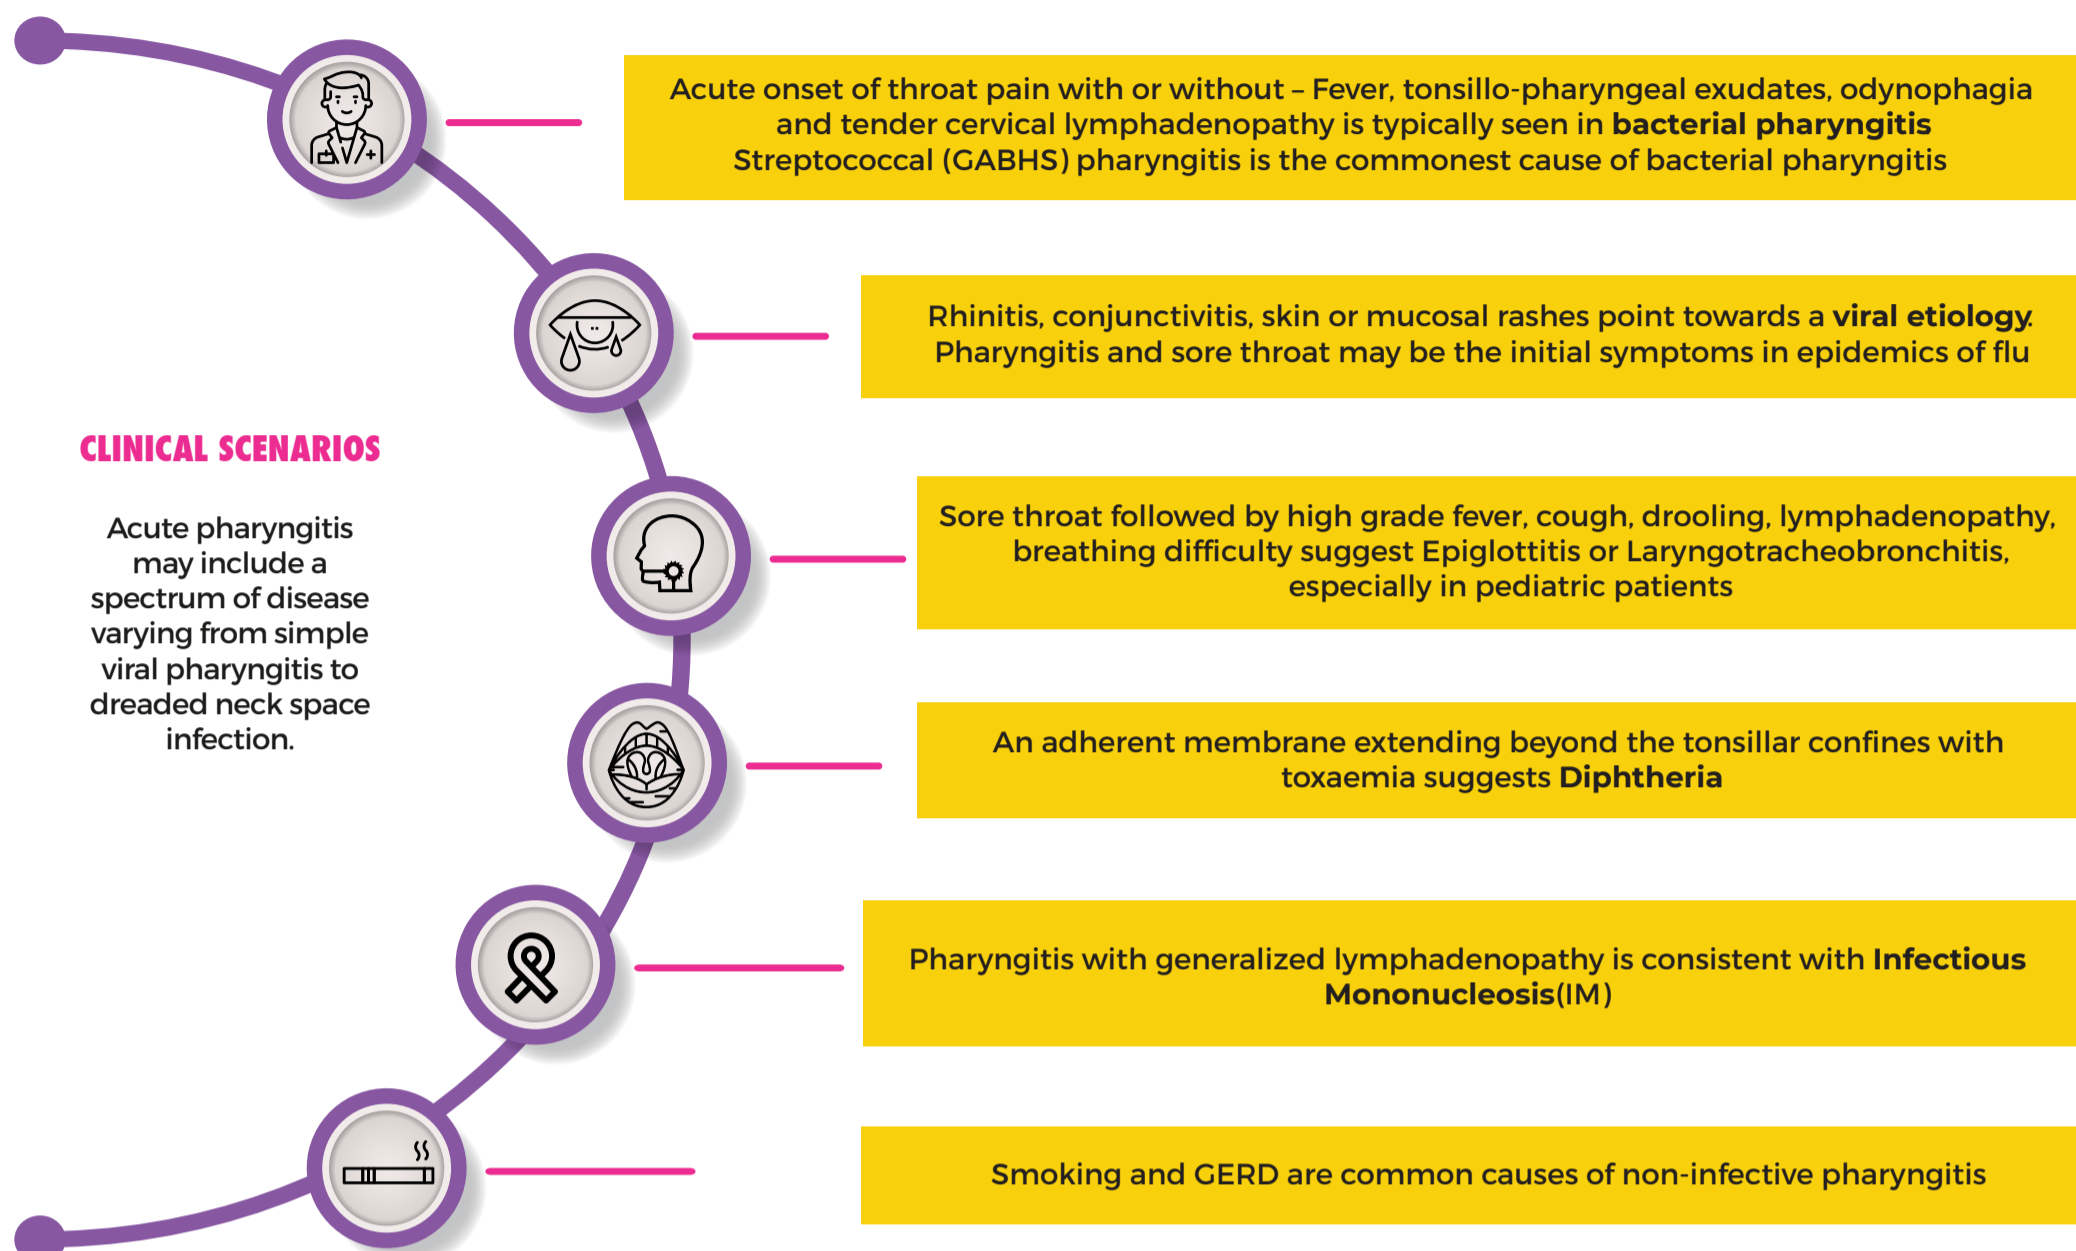 Acute onset of throat pain with or without – Fever, tonsillo-pharyngeal exudates, odynophagia
and tender cervical lymphadenopathy is typically seen in bacterial pharyngitis
Streptococcal (GABHS) pharyngitis is the commonest cause of bacterial pharyngitis
Rhinitis, conjunctivitis, skin or mucosal rashes point towards a viral etiology.
Pharyngitis and sore throat may be the initial symptoms in epidemics of flu
CLINICAL SCENARIOS
Acute pharyngitis
may include a
spectrum of disease
varying from simple
viral pharyngitis to
dreaded neck space
infection.
Sore throat followed by high grade fever, cough, drooling, lymphadenopathy,
breathing difficulty suggest Epiglottitis or Laryngotracheobronchitis,
especially in pediatric patients
An adherent membrane extending beyond the tonsillar confines with
toxaemia suggests Diphtheria
Pharyngitis with generalized lymphadenopathy is consistent with Infectious
Mononucleosis(IM)
Smoking and GERD are common causes of non-infective pharyngitis